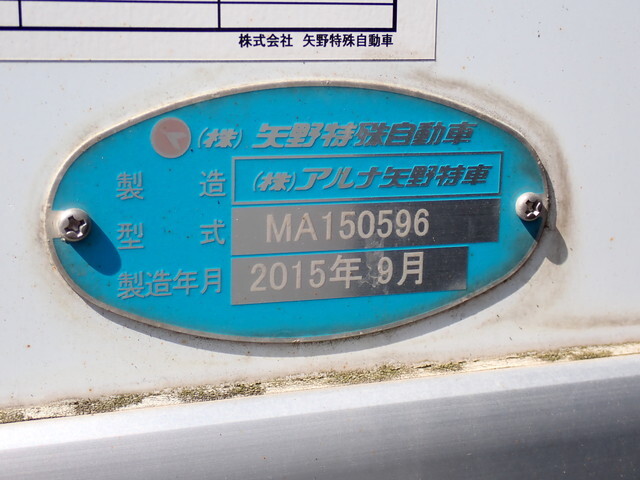 株式会社 矢野特殊自動車
(株)矢野特殊自動車
製造 (株)アルナ矢野特車
型式 MA150596
製造年月 2015年 9月